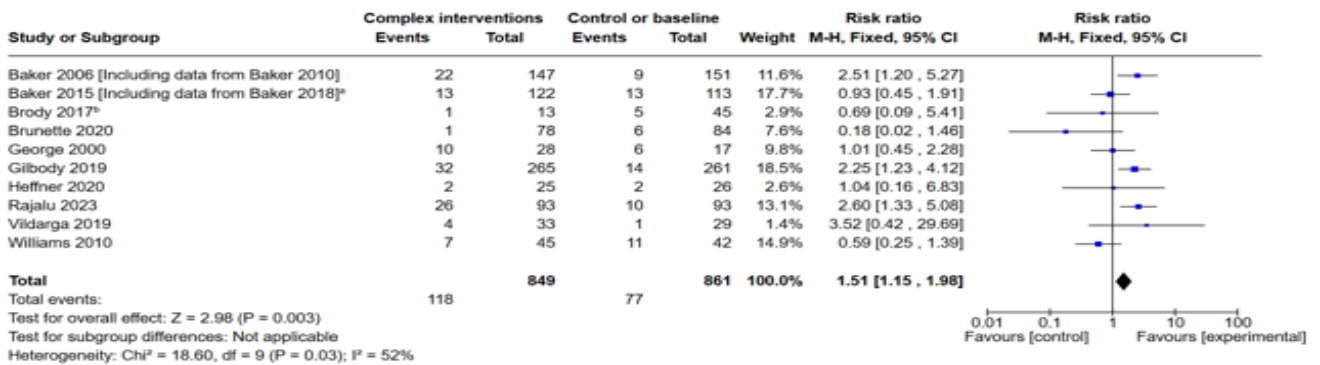 Complex interventions Control or baseline Risk ratio Risk ratio
Study or Subgroup Events Total Events Total Weight M-H, Fixed, 95% CI M-H, Fixed, 95% CI
Baker 2006 [Including data from Baker 2010] 22 147 9 151 11.6% 2.51 [1.20 , 5.27]
Baker 2015 [Including data from Baker 2018]ᵃ 13 122 13 113 17.7% 0.93 [0.45 , 1.91]
Brody 2017ᵇ 1 13 5 45 2.9% 0.69 [0.09 , 5.41]
Brunette 2020 1 78 6 84 7.6% 0.18 [0.02 , 1.46]
George 2000 10 28 6 17 9.8% 1.01 [0.45 , 2.28]
Gilbody 2019 32 265 14 261 18.5% 2.25 [1.23 , 4.12]
Heffner 2020 2 25 2 26 2.6% 1.04 [0.16 , 6.83]
Rajalu 2023 26 93 10 93 13.1% 2.60 [1.33 , 5.08]
Vildarga 2019 4 33 1 29 1.4% 3.52 [0.42 , 29.69]
Williams 2010 7 45 11 42 14.9% 0.59 [0.25 , 1.39]
Total 849 861 100.0% 1.51 [1.15 , 1.98]
Total events: 118 77
Test for overall effect: Z = 2.98 (P = 0.003)
Test for subgroup differences: Not applicable
Heterogeneity: Chi² = 18.60, df = 9 (P = 0.03); I² = 52%
0.01 0.1 1 10 100
Favours [control] Favours [experimental]